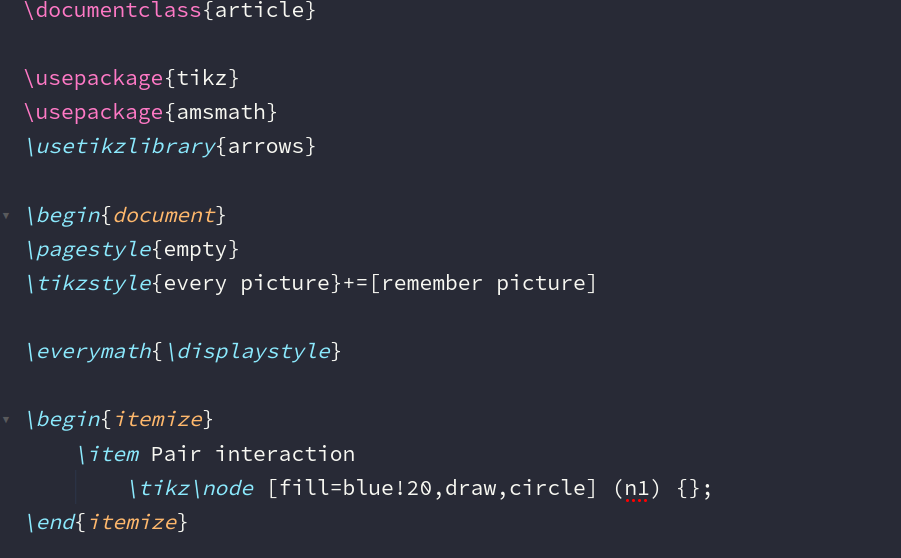 \documentclass{article}
\usepackage{tikz}
\usepackage{amsmath}
\usetikzlibrary{arrows}
\begin{document}
\pagestyle{empty}
\tikzstyle{every picture}+=[remember picture]
\everymath{\displaystyle}
\begin{itemize}
\item Pair interaction
\tikz\node [fill=blue!20,draw,circle] (n1) {};
\end{itemize}